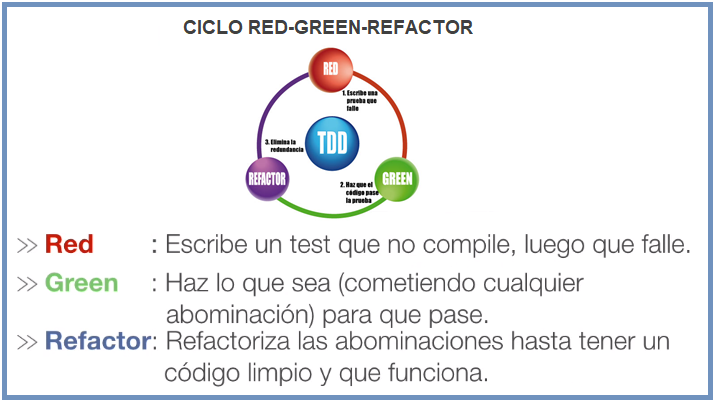 CICLO RED-GREEN-REFACTOR
RED
1. Escribe una
prueba que
falle
3. Elimina la
redundancia
TDD
REFACTOR
2. Haz que el
código pase
la prueba
GREEN
>> Red : Escribe un test que no compile, luego que falle.
>> Green : Haz lo que sea (cometiendo cualquier
abominación) para que pase.
>> Refactor: Refactoriza las abominaciones hasta tener un
código limpio y que funciona.